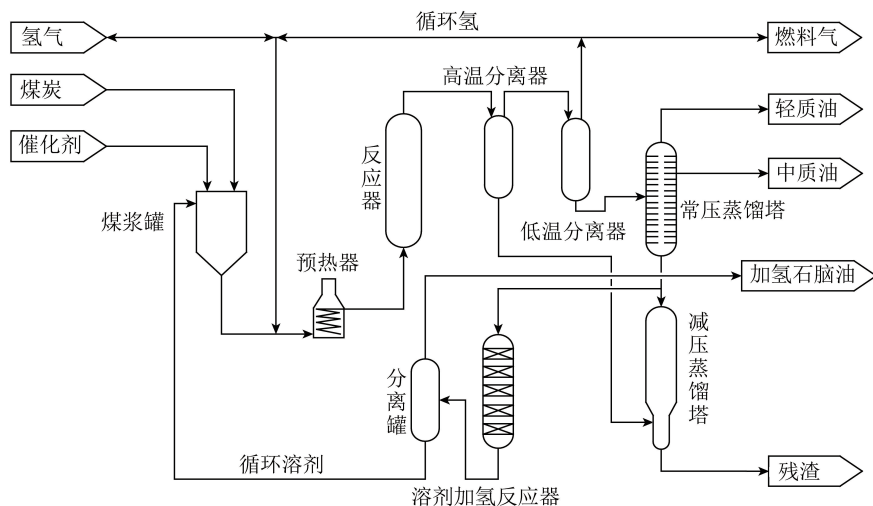 循环氢
氢气
燃料气
高温分离器
煤炭
轻质油
催化剂
反应器
中质油
煤浆罐
低温分离器
常压蒸馏塔
预热器
加氢石脑油
减压蒸馏塔
分离罐
循环溶剂
残渣
溶剂加氢反应器